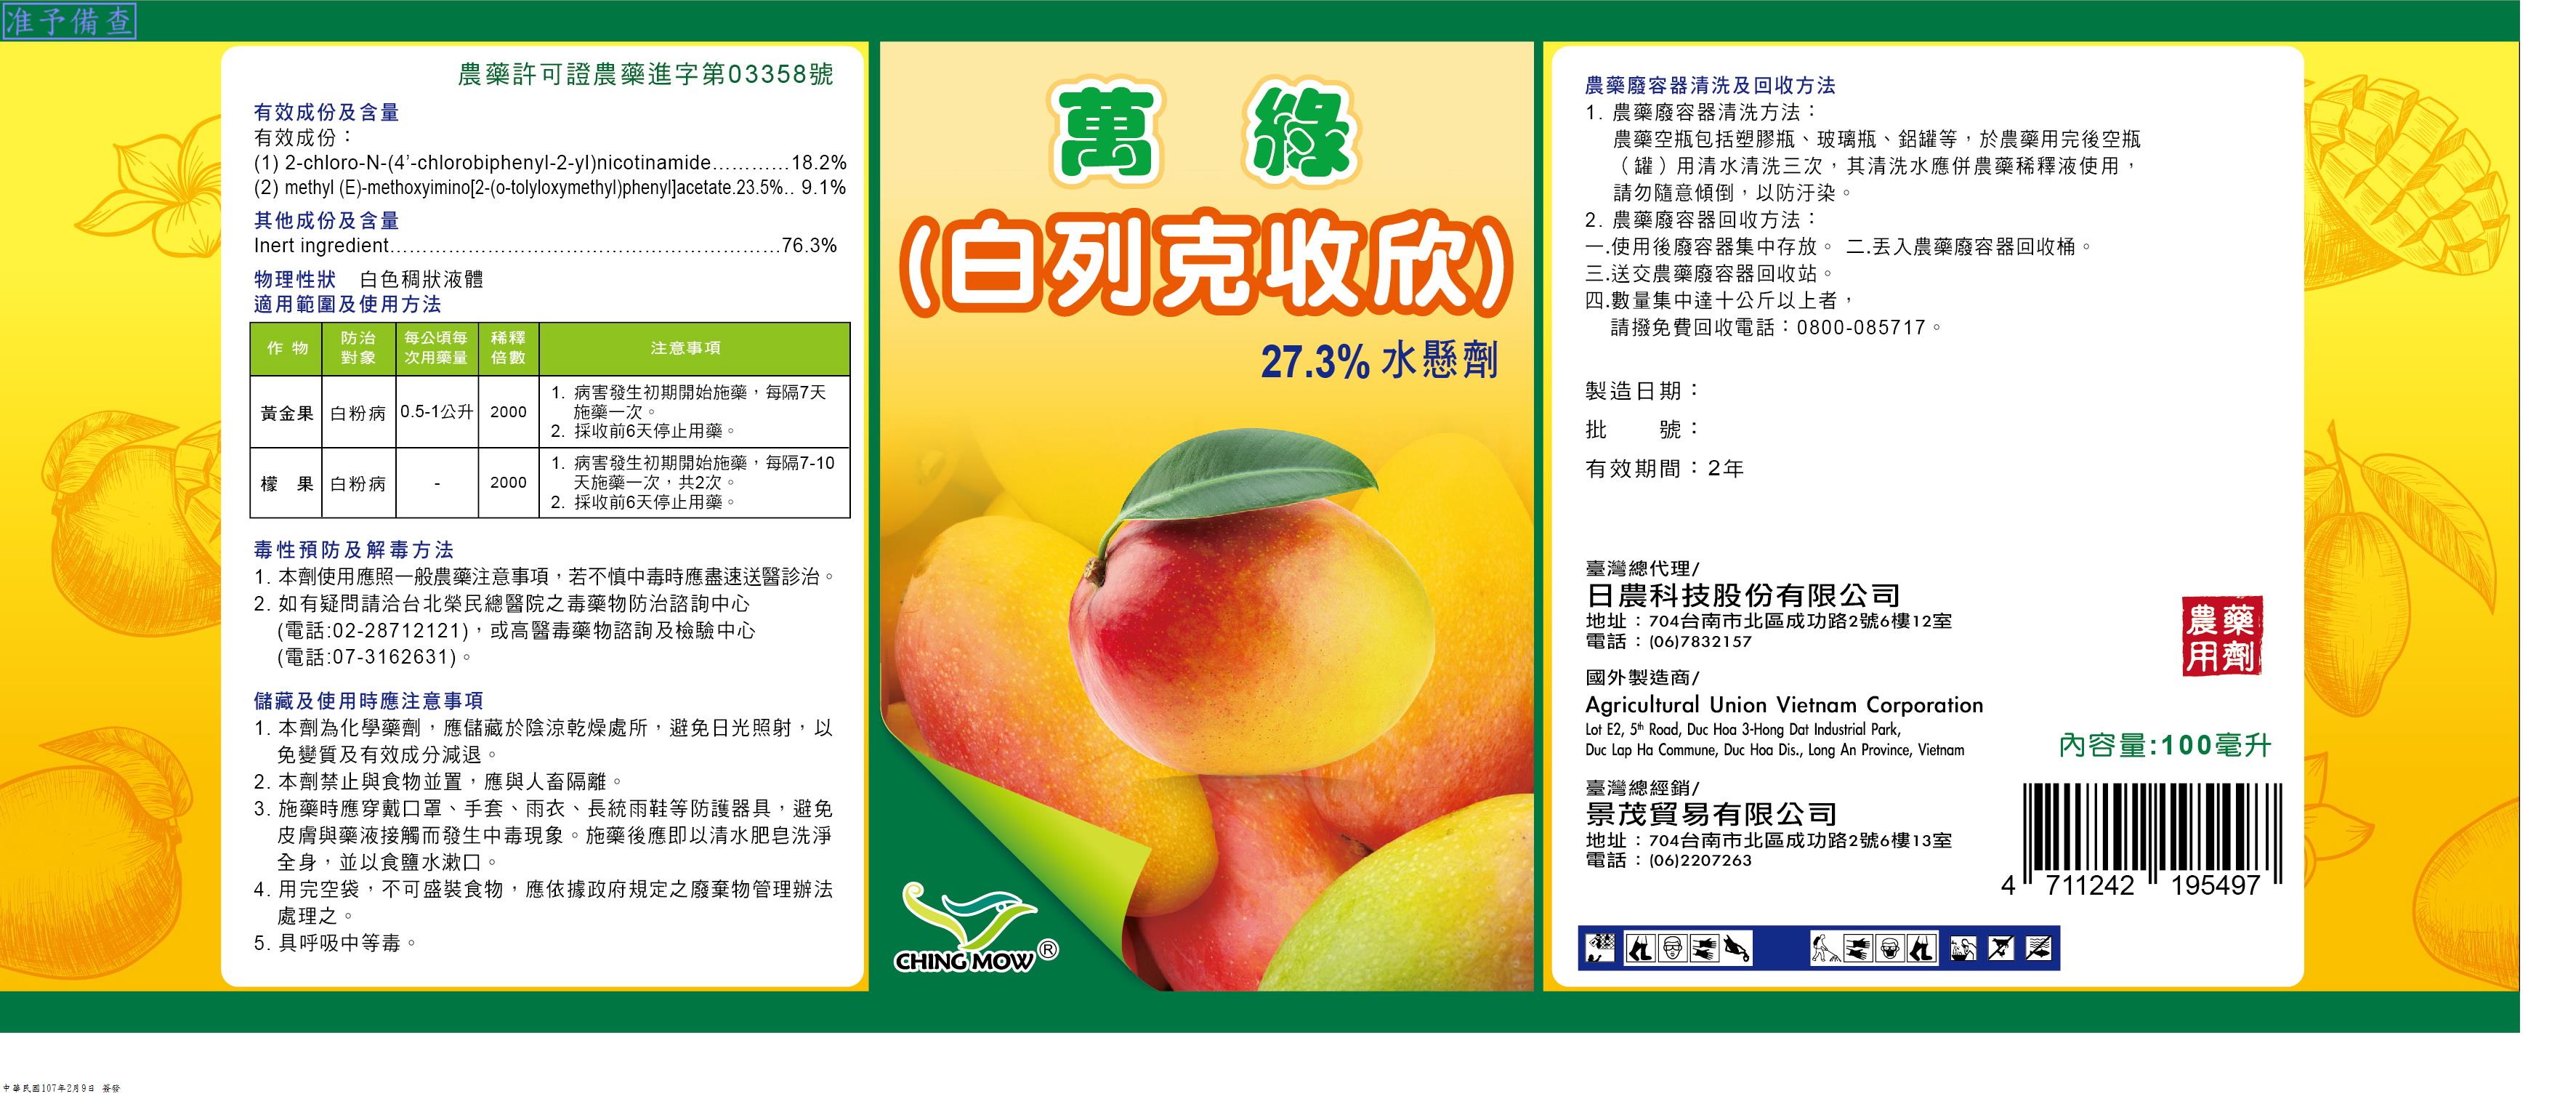 准予備查
農藥許可證農藥進字第03358號
有效成份及含量
有效成份：
(1) 2-chloro-N-(4’-chlorobiphenyl-2-yl)nicotinamide…………18.2%
(2) methyl (E)-methoxyimino[2-(o-tolyloxymethyl)phenyl]acetate.23.5%.. 9.1%
其他成份及含量
Inert ingredient……………………………………………………76.3%
物理性狀　白色稠狀液體
適用範圍及使用方法
作 物　防治對象　每公頃每次用藥量　稀釋倍數　注意事項
黃金果　白粉病　0.5-1公升　2000　1. 病害發生初期開始施藥，每隔7天
施藥一次。
2. 採收前6天停止用藥。
檬　果　白粉病　-　2000　1. 病害發生初期開始施藥，每隔7-10
天施藥一次，共2次。
2. 採收前6天停止用藥。
毒性預防及解毒方法
1. 本劑使用應照一般農藥注意事項，若不慎中毒時應盡速送醫診治。
2. 如有疑問請洽台北榮民總醫院之毒藥物防治諮詢中心
(電話:02-28712121)，或高醫毒藥物諮詢及檢驗中心
(電話:07-3162631)。
儲藏及使用時應注意事項
1. 本劑為化學藥劑，應儲藏於陰涼乾燥處所，避免日光照射，以
免變質及有效成分減退。
2. 本劑禁止與食物並置，應與人畜隔離。
3. 施藥時應穿戴口罩、手套、雨衣、長統雨鞋等防護器具，避免
皮膚與藥液接觸而發生中毒現象。施藥後應即以清水肥皂洗淨
全身，並以食鹽水漱口。
4. 用完空袋，不可盛裝食物，應依據政府規定之廢棄物管理辦法
處理之。
5. 具呼吸中等毒。
萬 綠
(白列克收欣)
27.3% 水懸劑
CHING MOW®
農藥廢容器清洗及回收方法
1. 農藥廢容器清洗方法：
農藥空瓶包括塑膠瓶、玻璃瓶、鋁罐等，於農藥用完後空瓶
（罐）用清水清洗三次，其清洗水應併農藥稀釋液使用，
請勿隨意傾倒，以防汙染。
2. 農藥廢容器回收方法：
一.使用後廢容器集中存放。 二.丟入農藥廢容器回收桶。
三.送交農藥廢容器回收站。
四.數量集中達十公斤以上者，
請撥免費回收電話：0800-085717。
製造日期：
批　　號：
有效期間：2年
臺灣總代理/
日農科技股份有限公司
地址：704台南市北區成功路2號6樓12室
電話：(06)7832157
國外製造商/
Agricultural Union Vietnam Corporation
Lot E2, 5th Road, Duc Hoa 3-Hong Dat Industrial Park,
Duc Lap Ha Commune, Duc Hoa Dis., Long An Province, Vietnam
臺灣總經銷/
景茂貿易有限公司
地址：704台南市北區成功路2號6樓13室
電話：(06)2207263
農藥
用劑
內容量:100毫升
4 711242 195497
中華民國107年2月9日 簽發